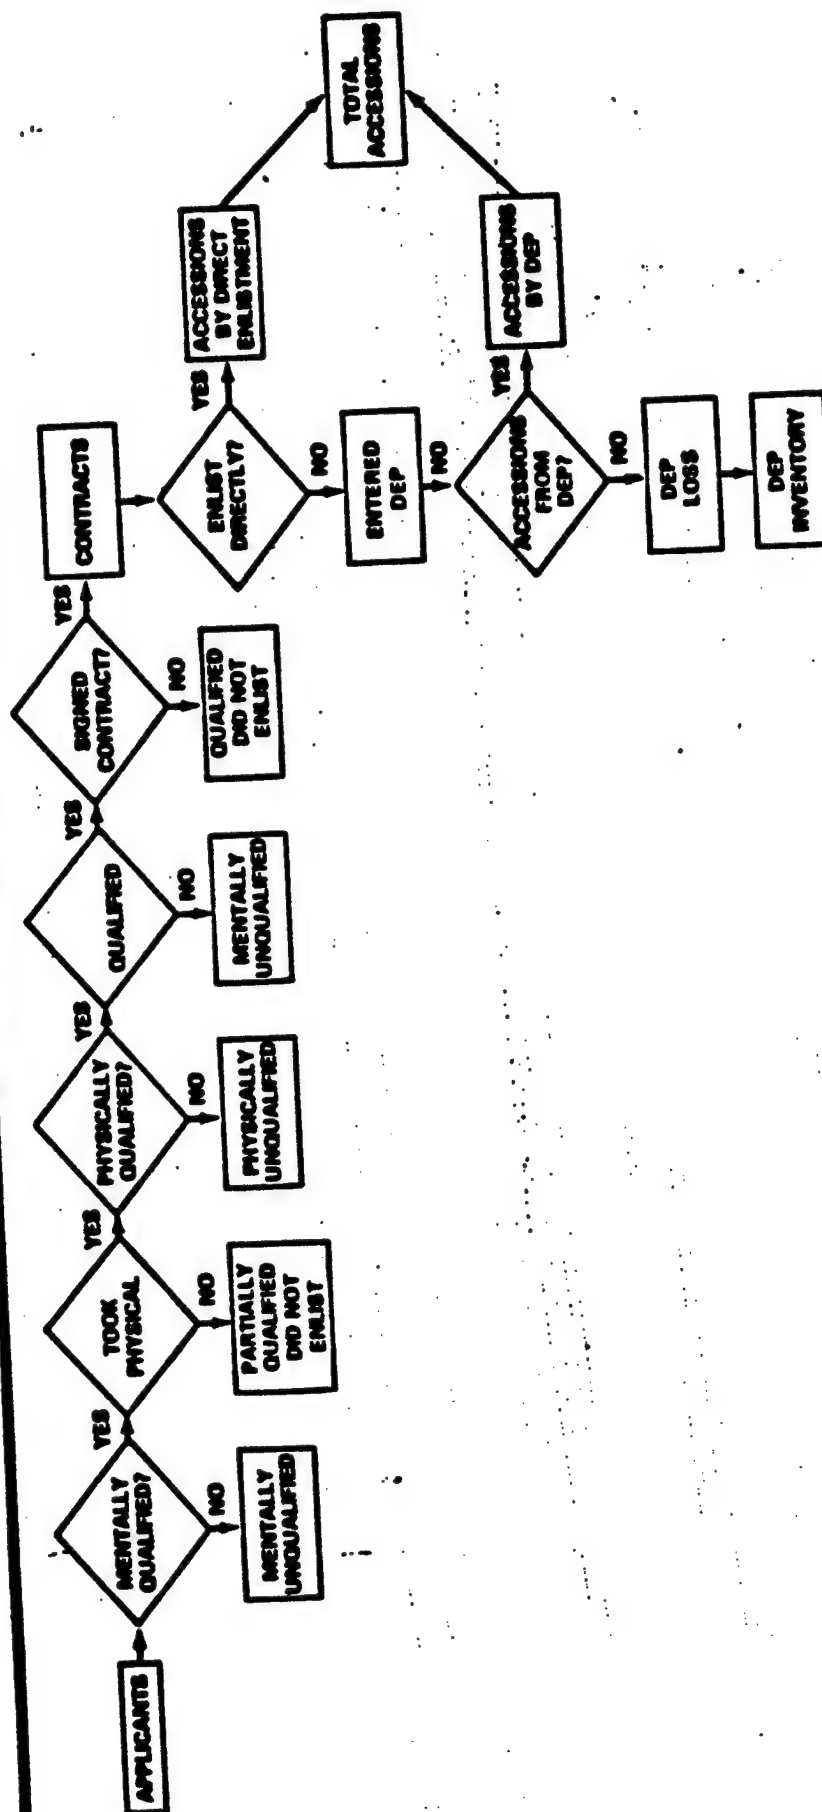 APPLICANTS
MENTALLY
QUALIFIED?
YES
NO
MENTALLY
UNQUALIFIED
TOOK
PHYSICAL
YES
NO
PARTIALLY
QUALIFIED
DID NOT
ENLIST
PHYSICALLY
QUALIFIED?
YES
NO
PHYSICALLY
UNQUALIFIED
QUALIFIED
YES
NO
MENTALLY
UNQUALIFIED
SIGNED
CONTRACT?
YES
NO
QUALIFIED
DID NOT
ENLIST
CONTRACTS
ENLIST
DIRECTLY?
YES
NO
ACCESSIONS
BY DIRECT
ENLISTMENT
ENTERED
DEP
NO
ACCESSIONS
FROM
DEP?
YES
NO
ACCESSIONS
BY DEP
DEP
LOSS
DEP
INVENTORY
TOTAL
ACCESSIONS